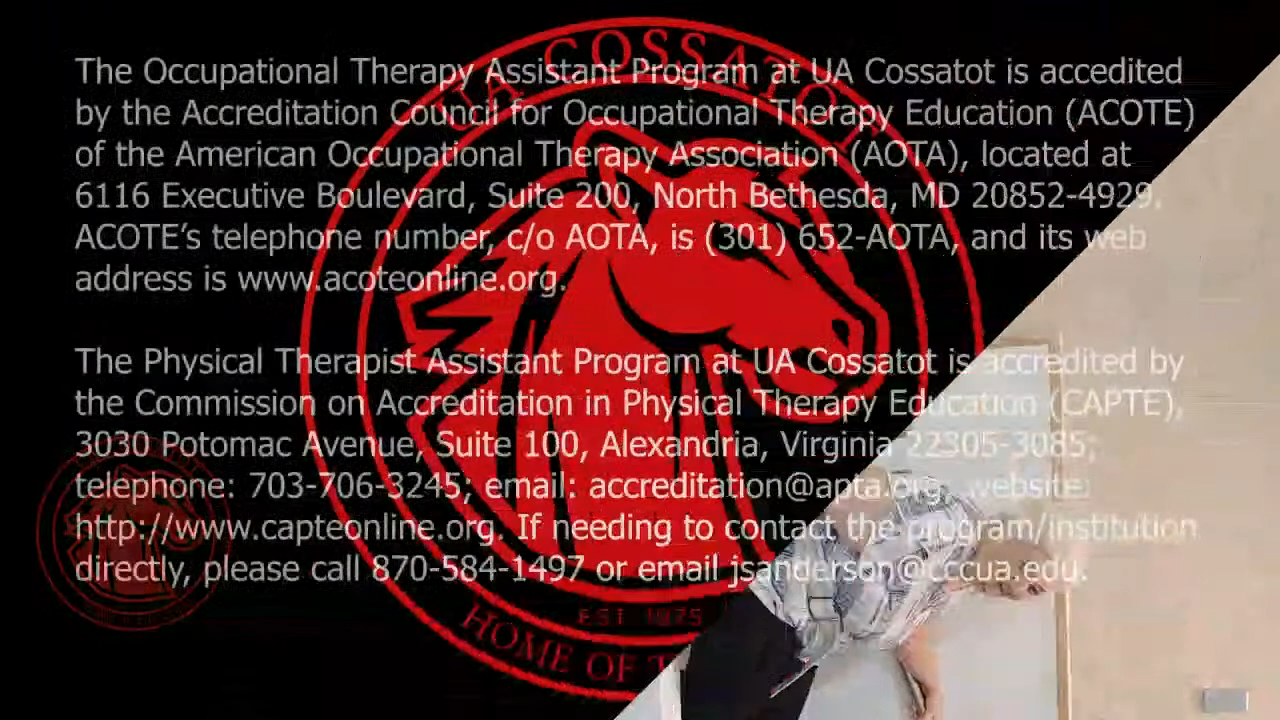 UA COSSATOT
The Occupational Therapy Assistant Program at UA Cossatot is accedited
by the Accreditation Council for Occupational Therapy Education (ACOTE)
of the American Occupational Therapy Association (AOTA), located at
6116 Executive Boulevard, Suite 200, North Bethesda, MD 20852-4929.
ACOTE’s telephone number, c/o AOTA, is (301) 652-AOTA, and its web
address is www.acoteonline.org.
The Physical Therapist Assistant Program at UA Cossatot is accredited by
the Commission on Accreditation in Physical Therapy Education (CAPTE),
3030 Potomac Avenue, Suite 100, Alexandria, Virginia 22305-3085;
telephone: 703-706-3245; email: accreditation@apta.org; website:
http://www.capteonline.org. If needing to contact the program/institution
directly, please call 870-584-1497 or email jsanderson@cccua.edu.
EST 1975
HOME OF T